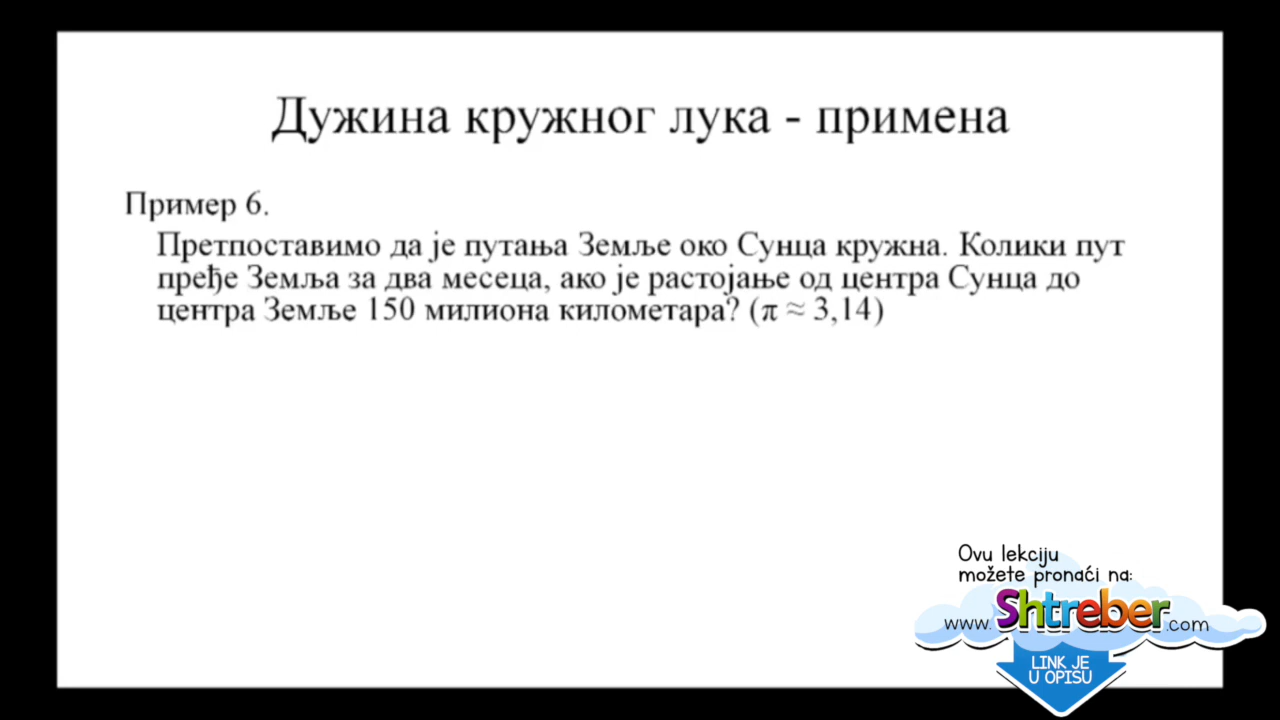 Дужина кружног лука - примена
Пример 6.
Претпоставимо да је путања Земље око Сунца кружна. Колики пут
пређе Земља за два месеца, ако је растојање од центра Сунца до
центра Земље 150 милиона километара? (π ≈ 3,14)
Ovu lekciju
možete pronaći na:
www.Shtreber.com
LINK JE
U OPISU